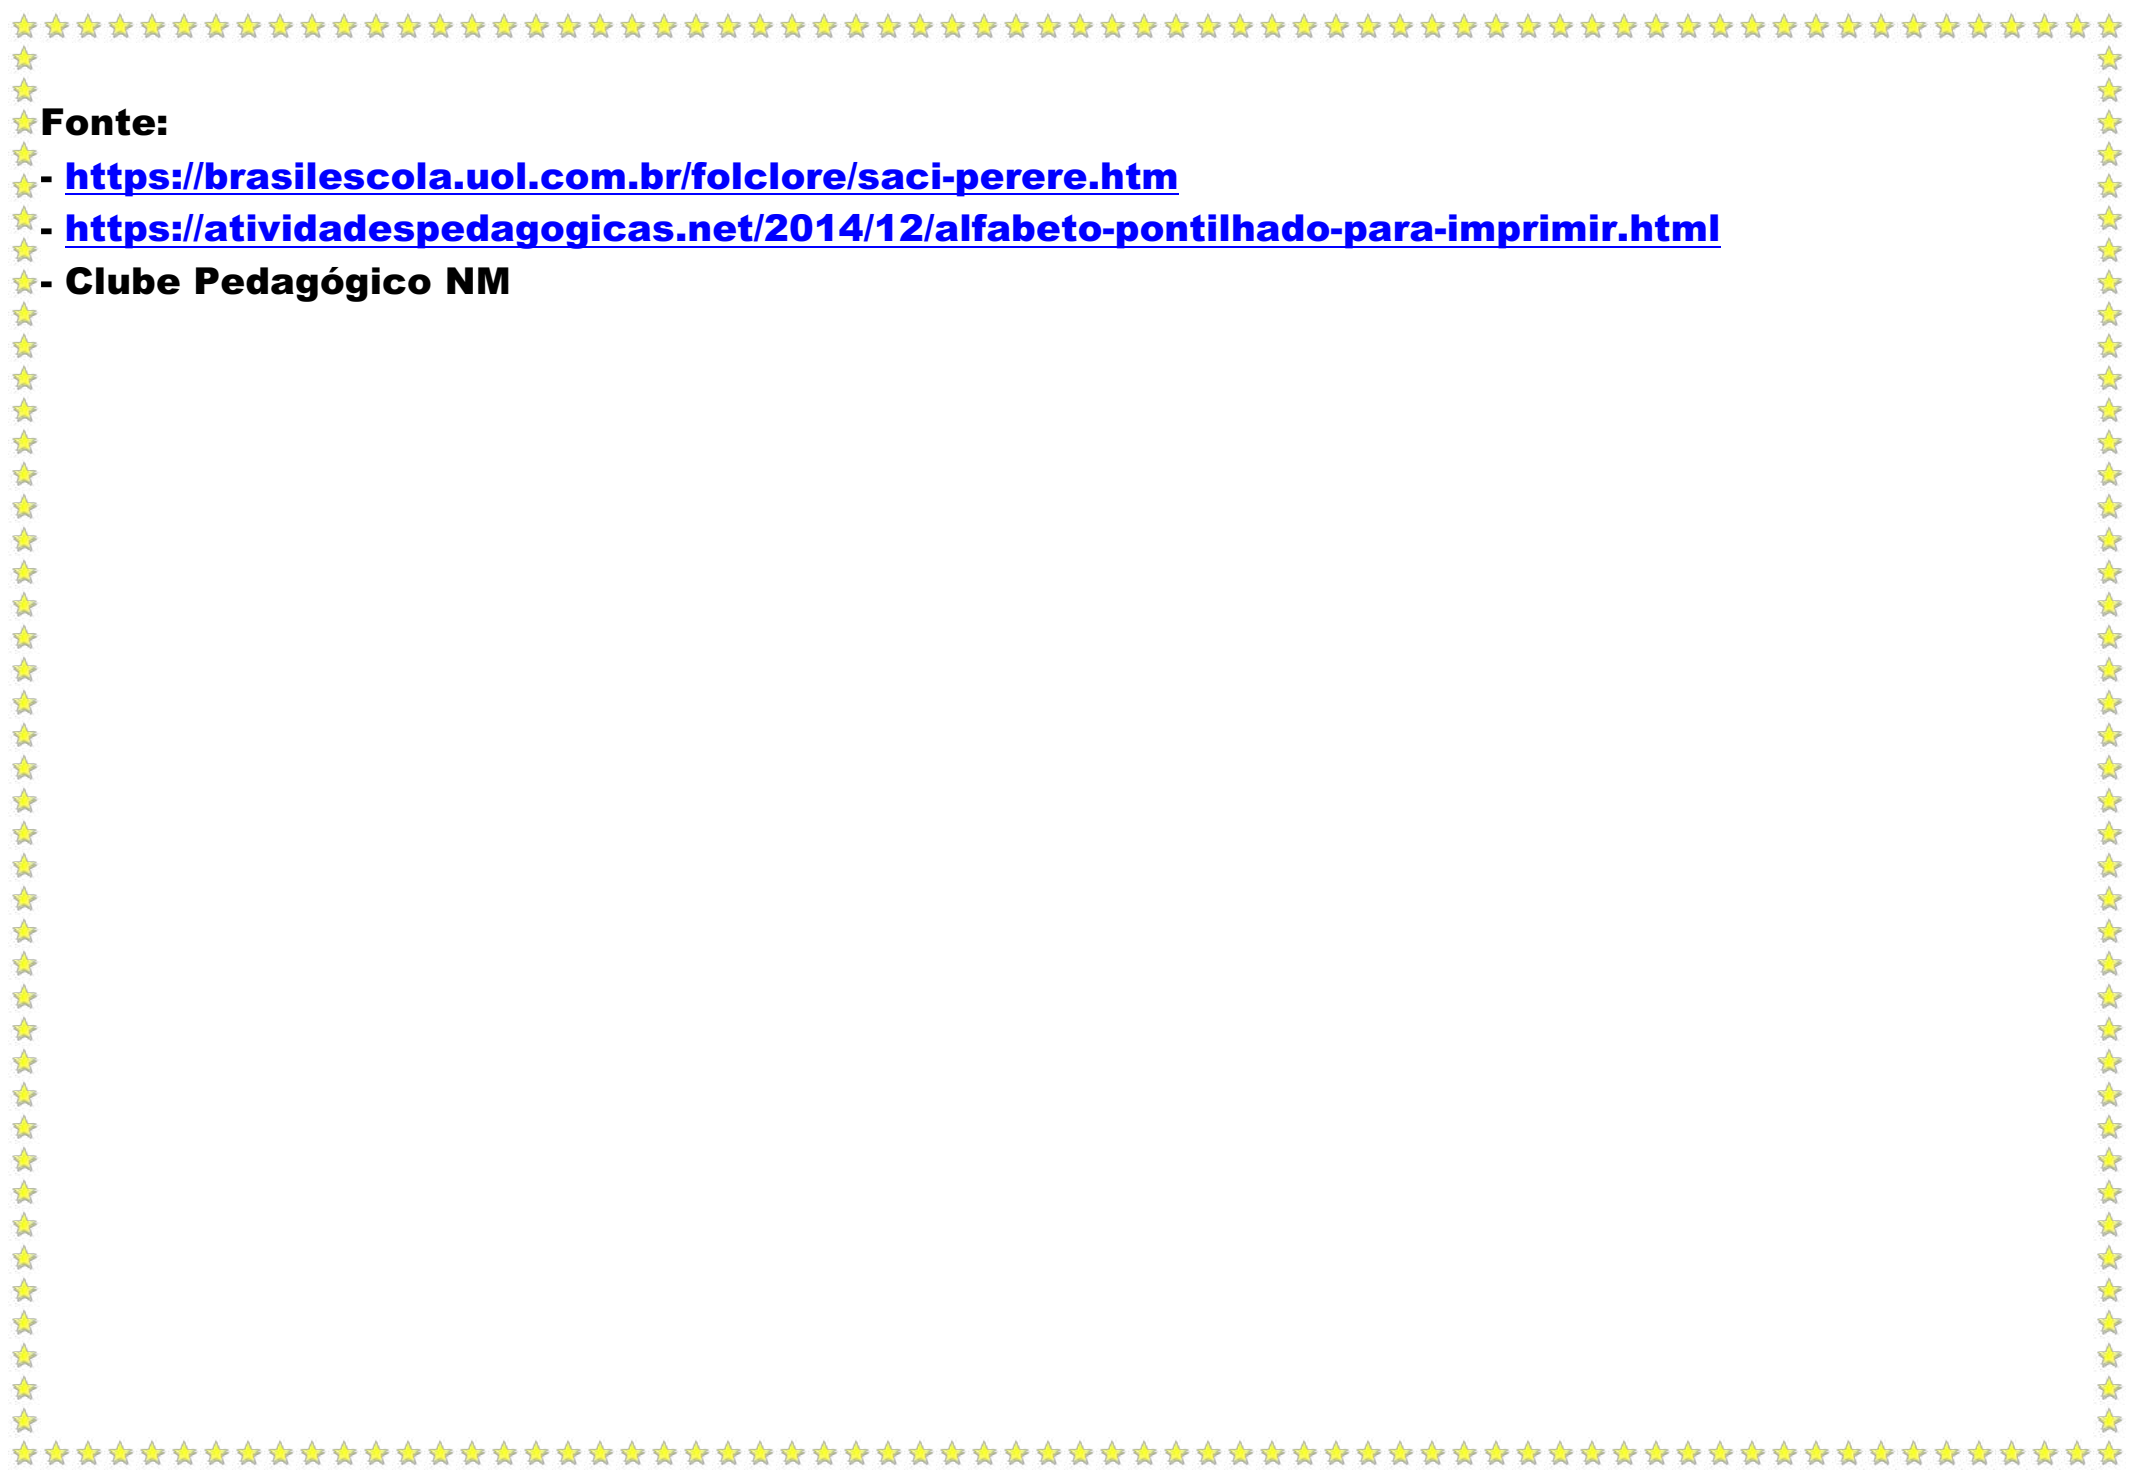 Fonte:
- https://brasilescola.uol.com.br/folclore/saci-perere.htm
- https://atividadespedagogicas.net/2014/12/alfabeto-pontilhado-para-imprimir.html
- Clube Pedagógico NM